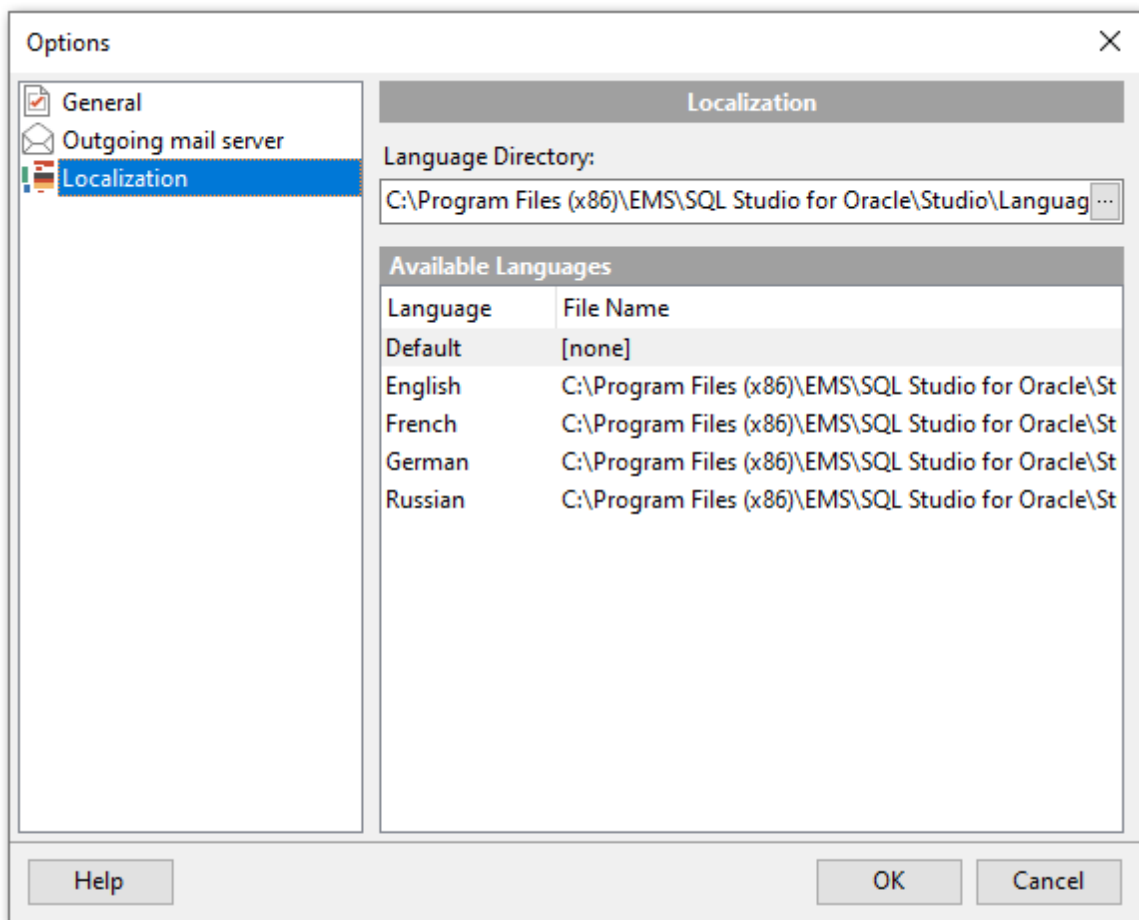 Options
General
Outgoing mail server
Localization
Localization
Language Directory:
C:\Program Files (x86)\EMS\SQL Studio for Oracle\Studio\Languag ...
Available Languages
Language File Name
Default [none]
English C:\Program Files (x86)\EMS\SQL Studio for Oracle\St
French C:\Program Files (x86)\EMS\SQL Studio for Oracle\St
German C:\Program Files (x86)\EMS\SQL Studio for Oracle\St
Russian C:\Program Files (x86)\EMS\SQL Studio for Oracle\St
Help OK Cancel